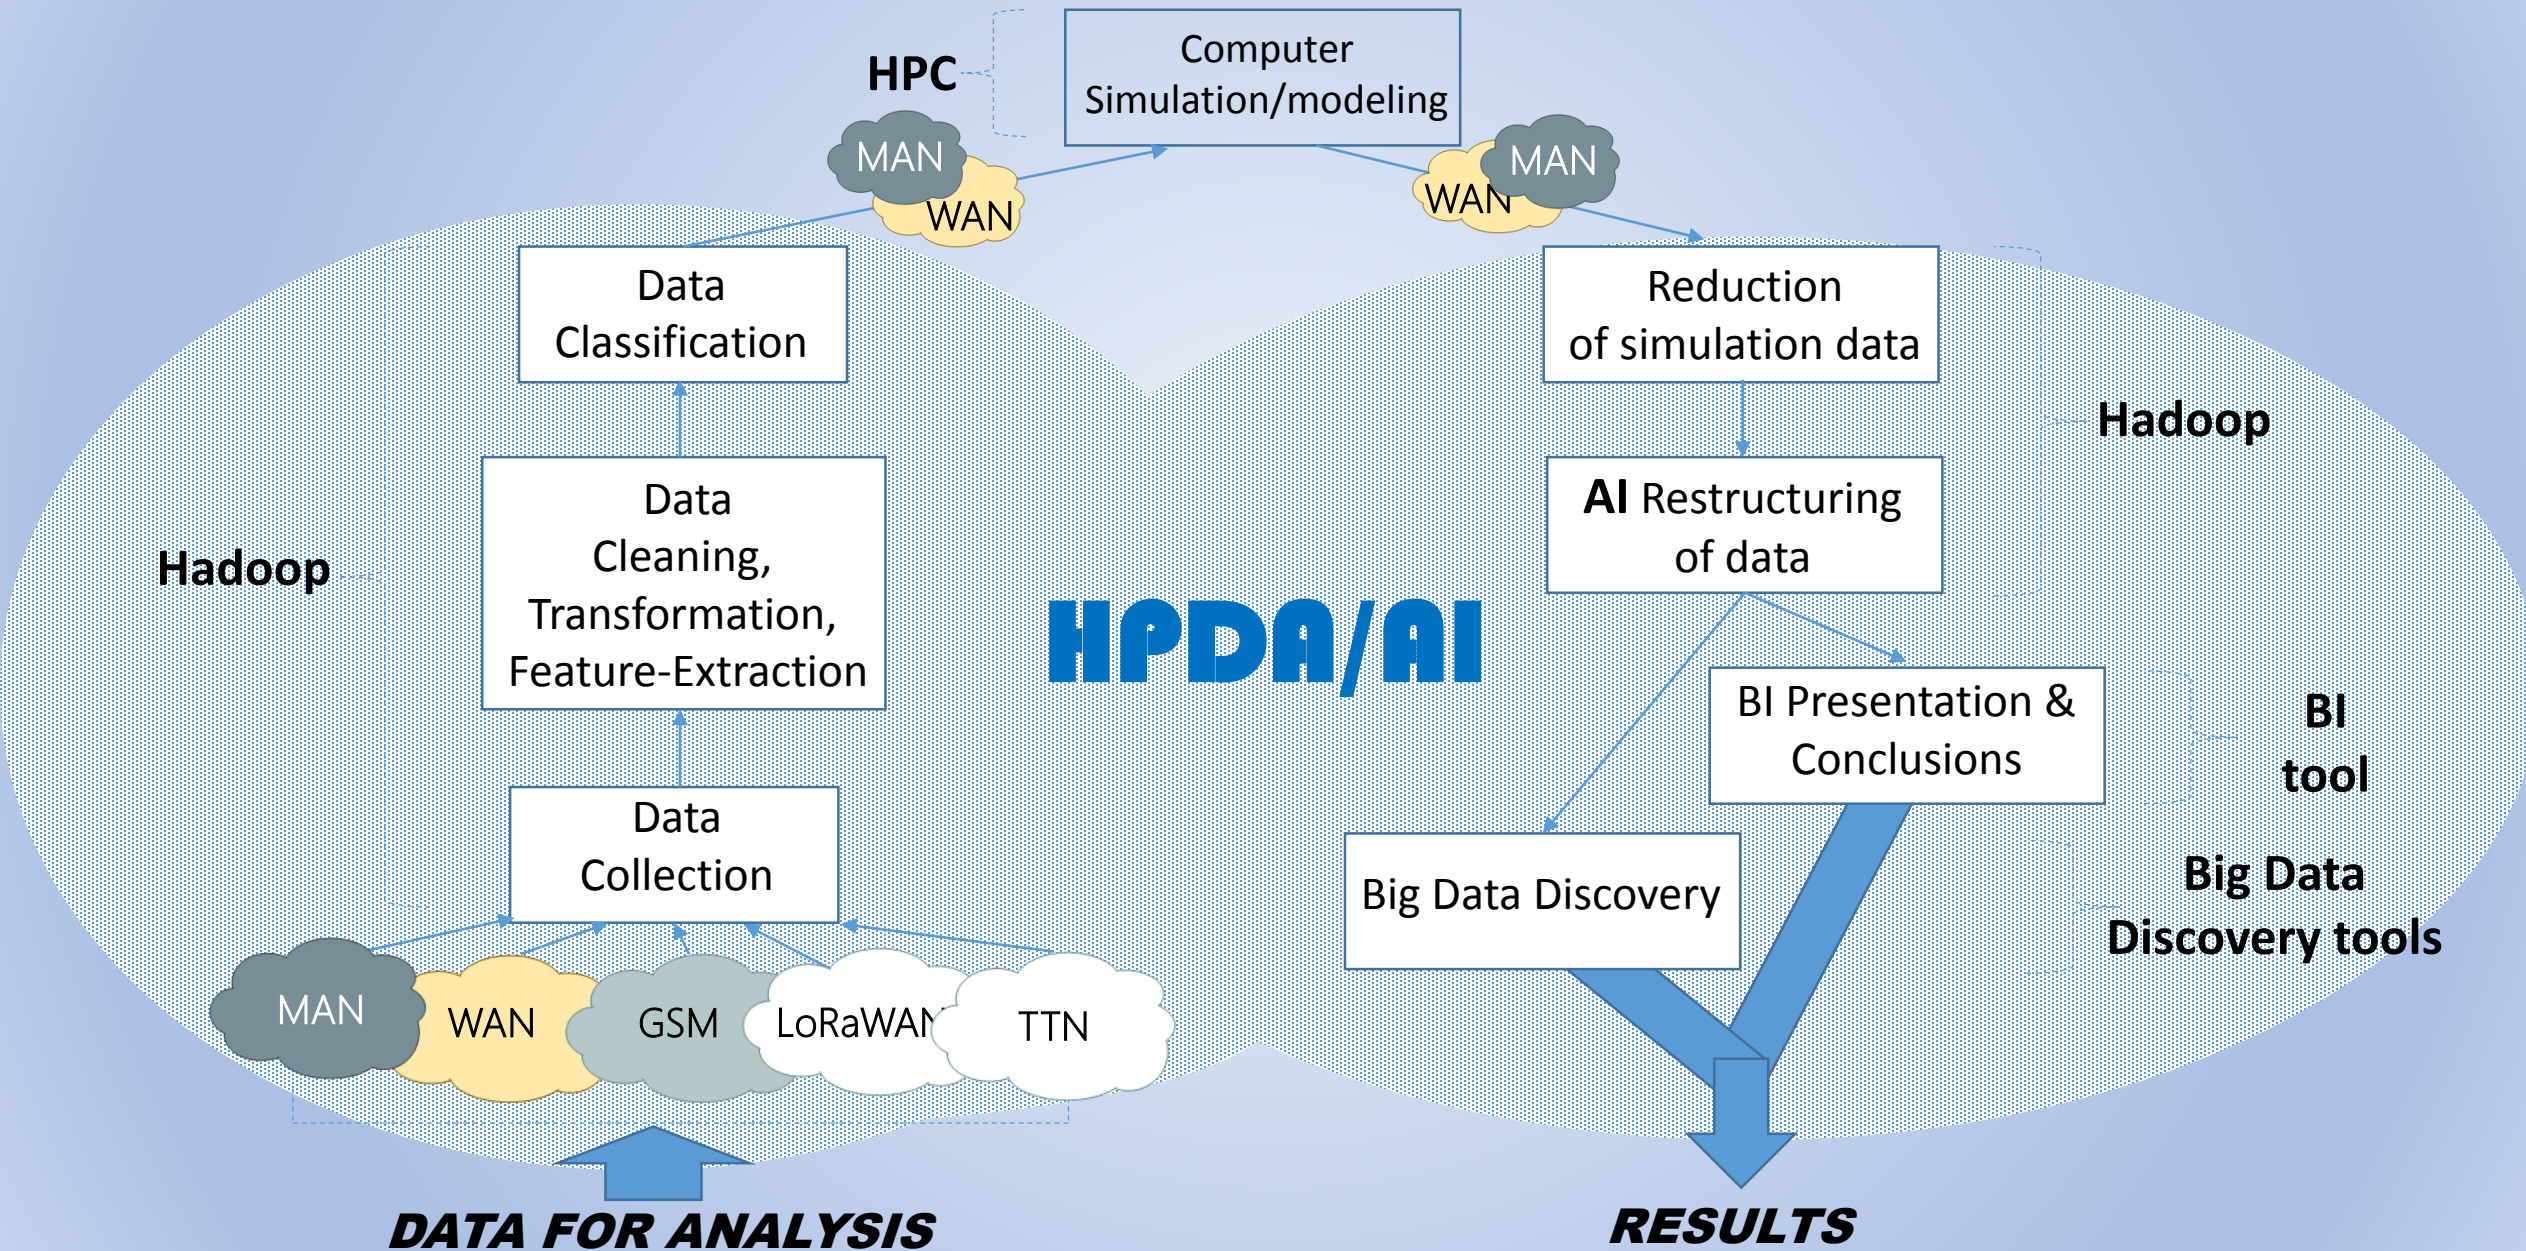 HPC
Computer
Simulation/modeling
MAN
WAN
MAN
WAN
Data
Classification
Reduction
of simulation data
Hadoop
Data
Cleaning,
Transformation,
Feature-Extraction
AI Restructuring
of data
Hadoop
HPDA/AI
BI Presentation &
Conclusions
BI
tool
Data
Collection
Big Data Discovery
Big Data
Discovery tools
MAN
WAN
GSM
LoRaWAN
TTN
DATA FOR ANALYSIS
RESULTS